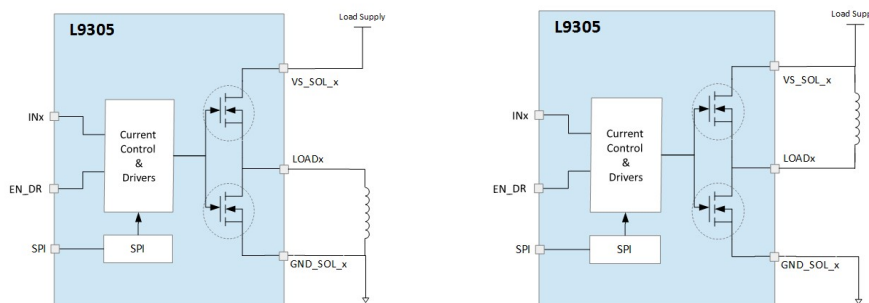 Load Supply
L9305
VS_SOL_x
INx
Current
Control
&
Drivers
LOADx
EN_DR
SPI
SPI
GND_SOL_x
Load Supply
L9305
VS_SOL_x
INx
Current
Control
&
Drivers
LOADx
EN_DR
SPI
SPI
GND_SOL_x